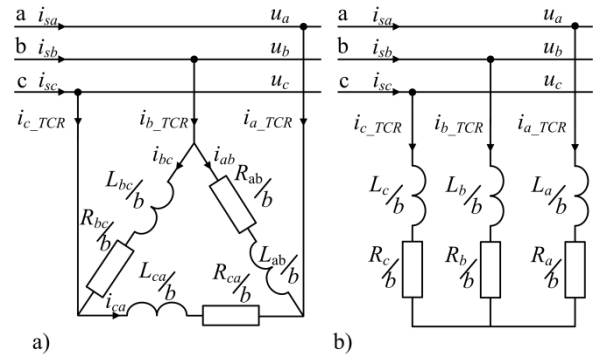 a i_sa u_a
b i_sb u_b
c i_sc u_c
i_c_TCR i_b_TCR i_a_TCR
i_bc i_ab
L_bc/b R_ab/b
R_bc/b L_ab/b
L_ca/b R_ca/b
i_ca
a)
a i_sa u_a
b i_sb u_b
c i_sc u_c
i_c_TCR i_b_TCR i_a_TCR
L_c/b L_b/b L_a/b
R_c/b R_b/b R_a/b
b)